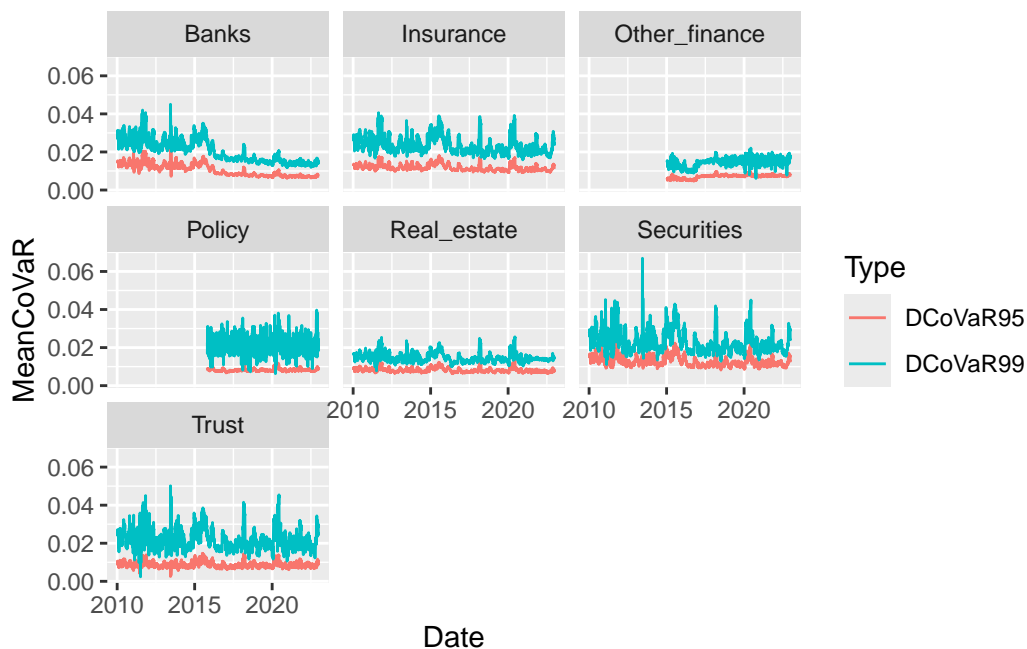 Banks Insurance Other_finance
0.06
0.04
0.02
0.00
Policy Real_estate Securities
0.06
0.04
0.02
0.00
2010 2015 2020 2010 2015 2020
Trust
0.06
0.04
0.02
0.00
2010 2015 2020
Date
MeanCoVaR
Type
DCoVaR95
DCoVaR99